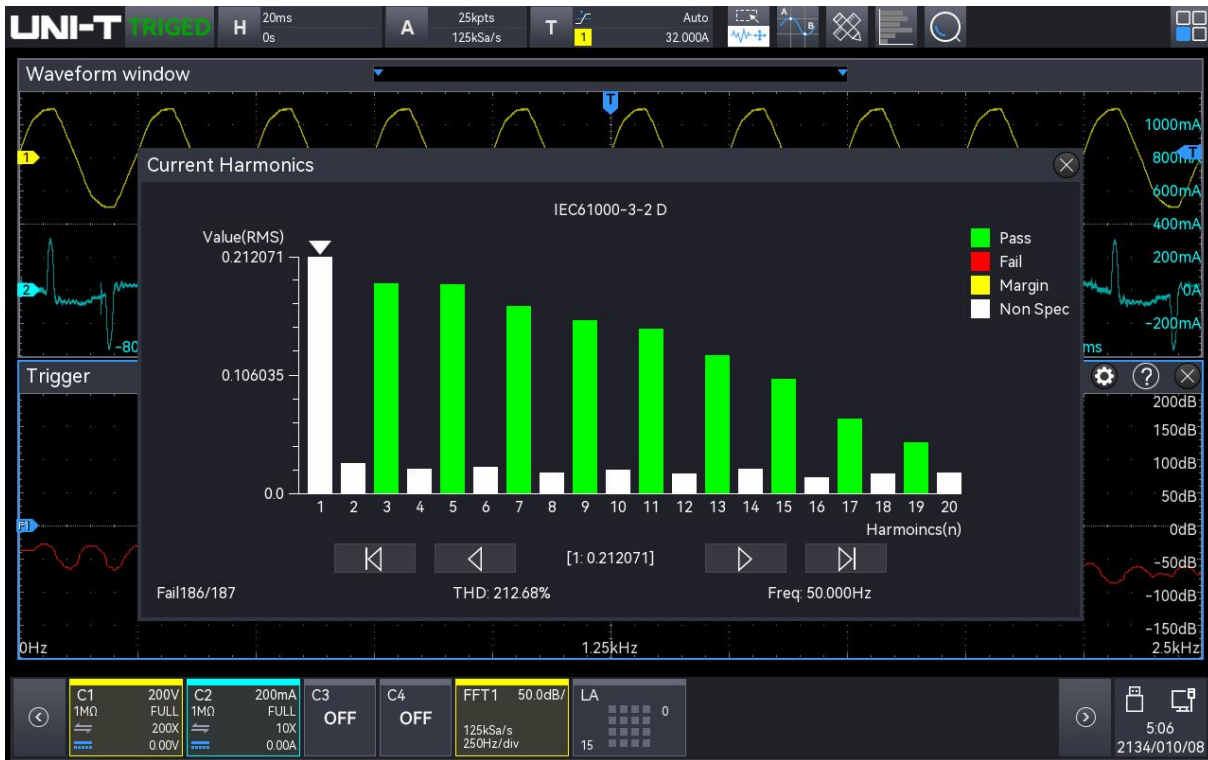 UNI-T TRIGED H 20ms 0s A 25kpts 125kSa/s T 1 Auto 32.000A A B
Waveform window
T
1
1000mA
T
800mA
Current Harmonics
600mA
IEC61000-3-2 D
400mA
Value(RMS)
Pass
0.212071
Fail
200mA
Margin
2
0A
Non Spec
-200mA
-80
ms
Trigger
?
0.106035
200dB
150dB
100dB
50dB
0.0
1 2 3 4 5 6 7 8 9 10 11 12 13 14 15 16 17 18 19 20
F1
0dB
Harmoincs(n)
[1: 0.212071]
-50dB
Fail186/187 THD: 212.68% Freq: 50.000Hz
-100dB
-150dB
0Hz 1.25kHz 2.5kHz
C1 200V C2 200mA C3 C4 FFT1 50.0dB/ LA
1MΩ FULL 1MΩ FULL OFF OFF 0
200X 10X 125kSa/s
0.00V 0.00A 250Hz/div 15
5:06
2134/010/08